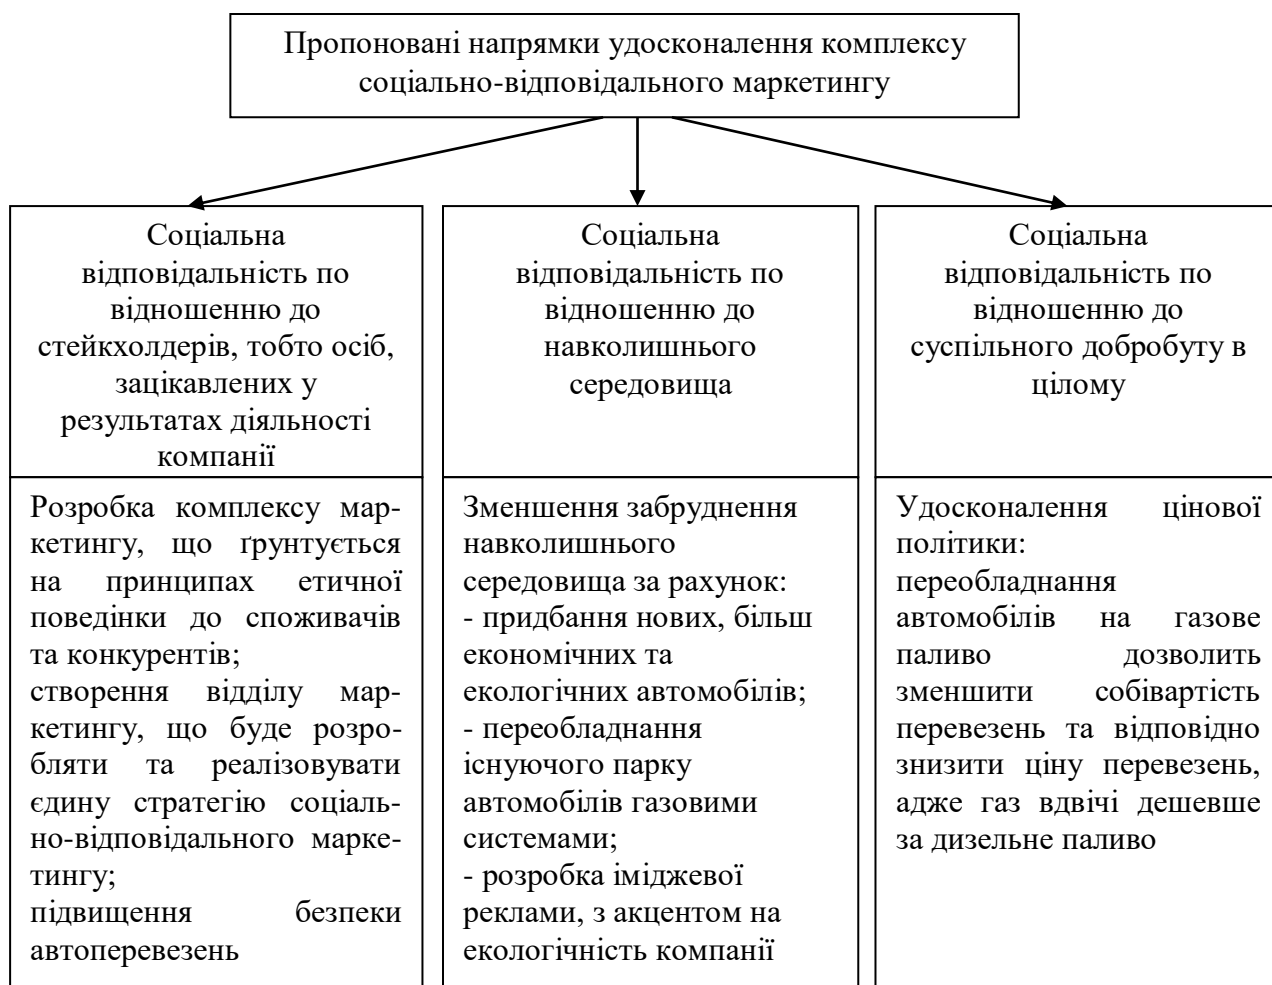 Пропоновані напрямки удосконалення комплексу
соціально-відповідального маркетингу
Соціальна
відповідальність по
відношенню до
стейкхолдерів, тобто осіб,
зацікавлених у
результатах діяльності
компанії
Розробка комплексу мар-
кетингу, що ґрунтується
на принципах етичної
поведінки до споживачів
та конкурентів;
створення відділу мар-
кетингу, що буде розро-
бляти та реалізовувати
єдину стратегію соціаль-
но-відповідального марке-
тингу;
підвищення безпеки
автоперевезень
Соціальна
відповідальність по
відношенню до
навколишнього
середовища
Зменшення забруднення
навколишнього
середовища за рахунок:
- придбання нових, більш
економічних та
екологічних автомобілів;
- переобладнання
існуючого парку
автомобілів газовими
системами;
- розробка іміджевої
реклами, з акцентом на
екологічність компанії
Соціальна
відповідальність по
відношенню до
суспільного добробуту в
цілому
Удосконалення цінової
політики:
переобладнання
автомобілів на газове
паливо дозволить
зменшити собівартість
перевезень та відповідно
знизити ціну перевезень,
адже газ вдвічі дешевше
за дизельне паливо